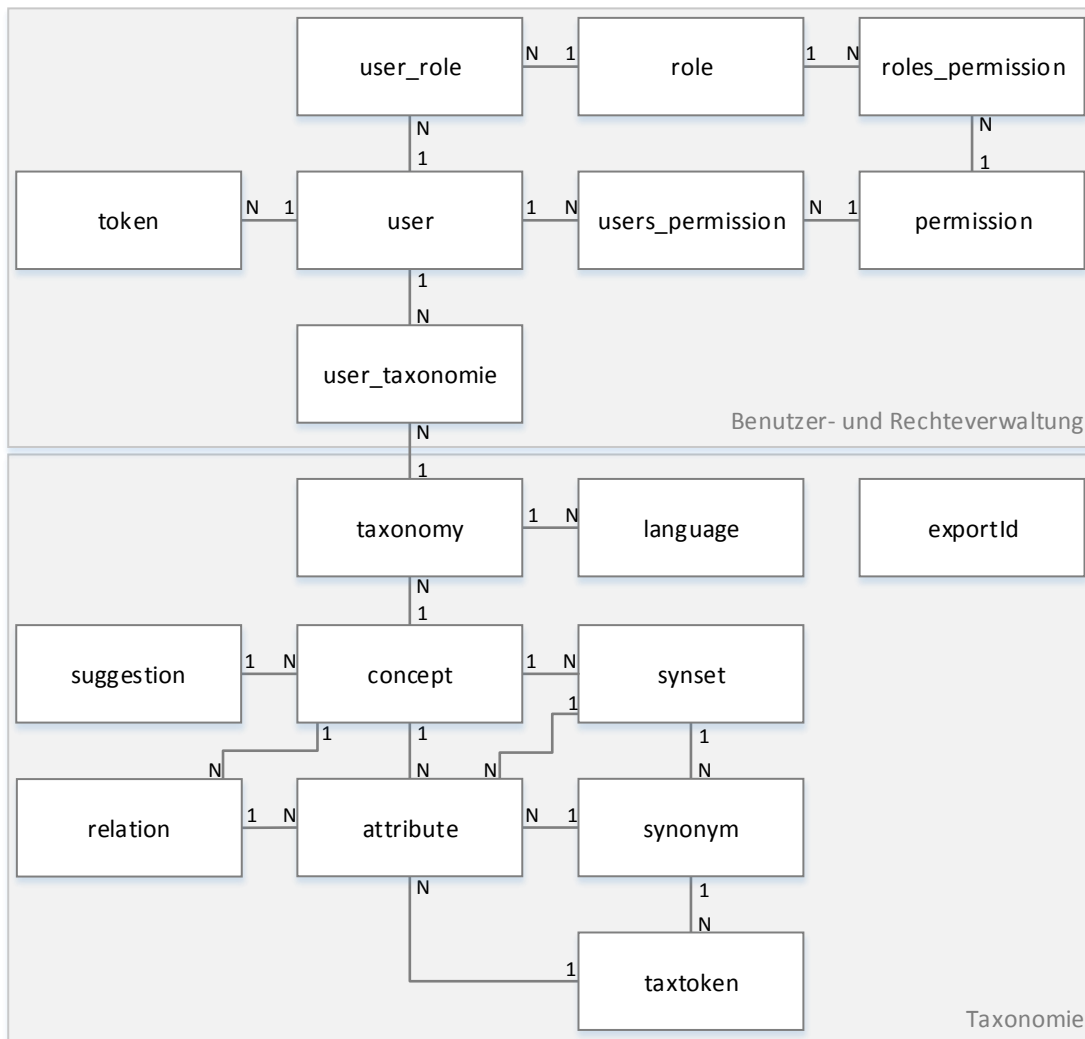 user_role
N 1
role
1 N
roles_permission
N
1
N
1
token
N 1
user
1 N
users_permission
N 1
permission
1
N
user_taxonomie
Benutzer- und Rechteverwaltung
N
1
taxonomy
1 N
language
exportId
N
1
suggestion
1 N
concept
1 N
synset
1
N
1
N
1
N
1
N
relation
1 N
attribute
N 1
synonym
N
1
1
N
taxtoken
Taxonomie